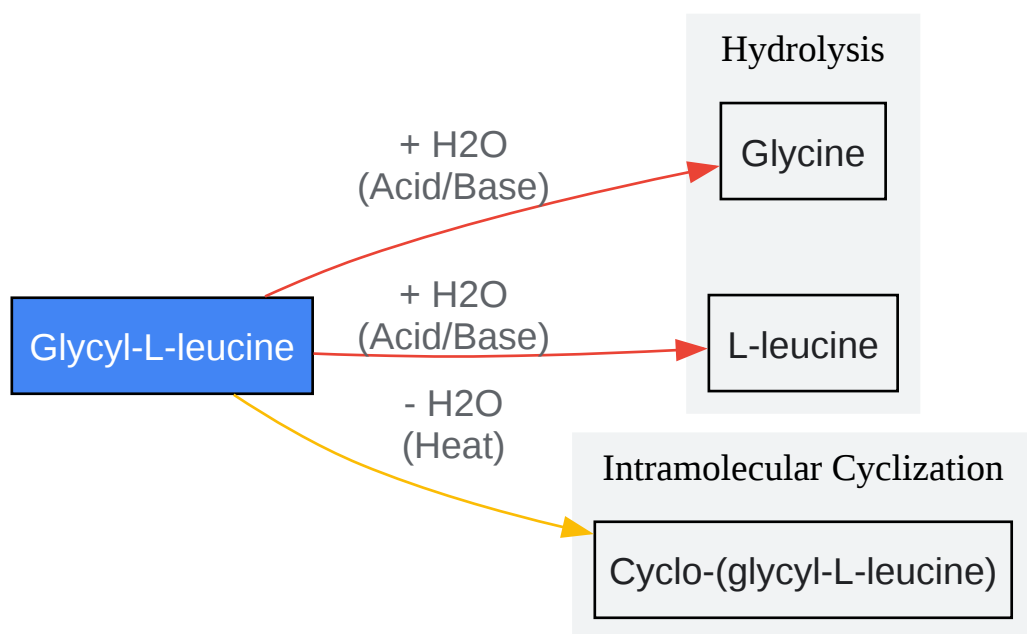 Hydrolysis
+ H2O
(Acid/Base)
Glycine
Glycyl-L-leucine
+ H2O
(Acid/Base)
L-leucine
- H2O
(Heat)
Intramolecular Cyclization
Cyclo-(glycyl-L-leucine)